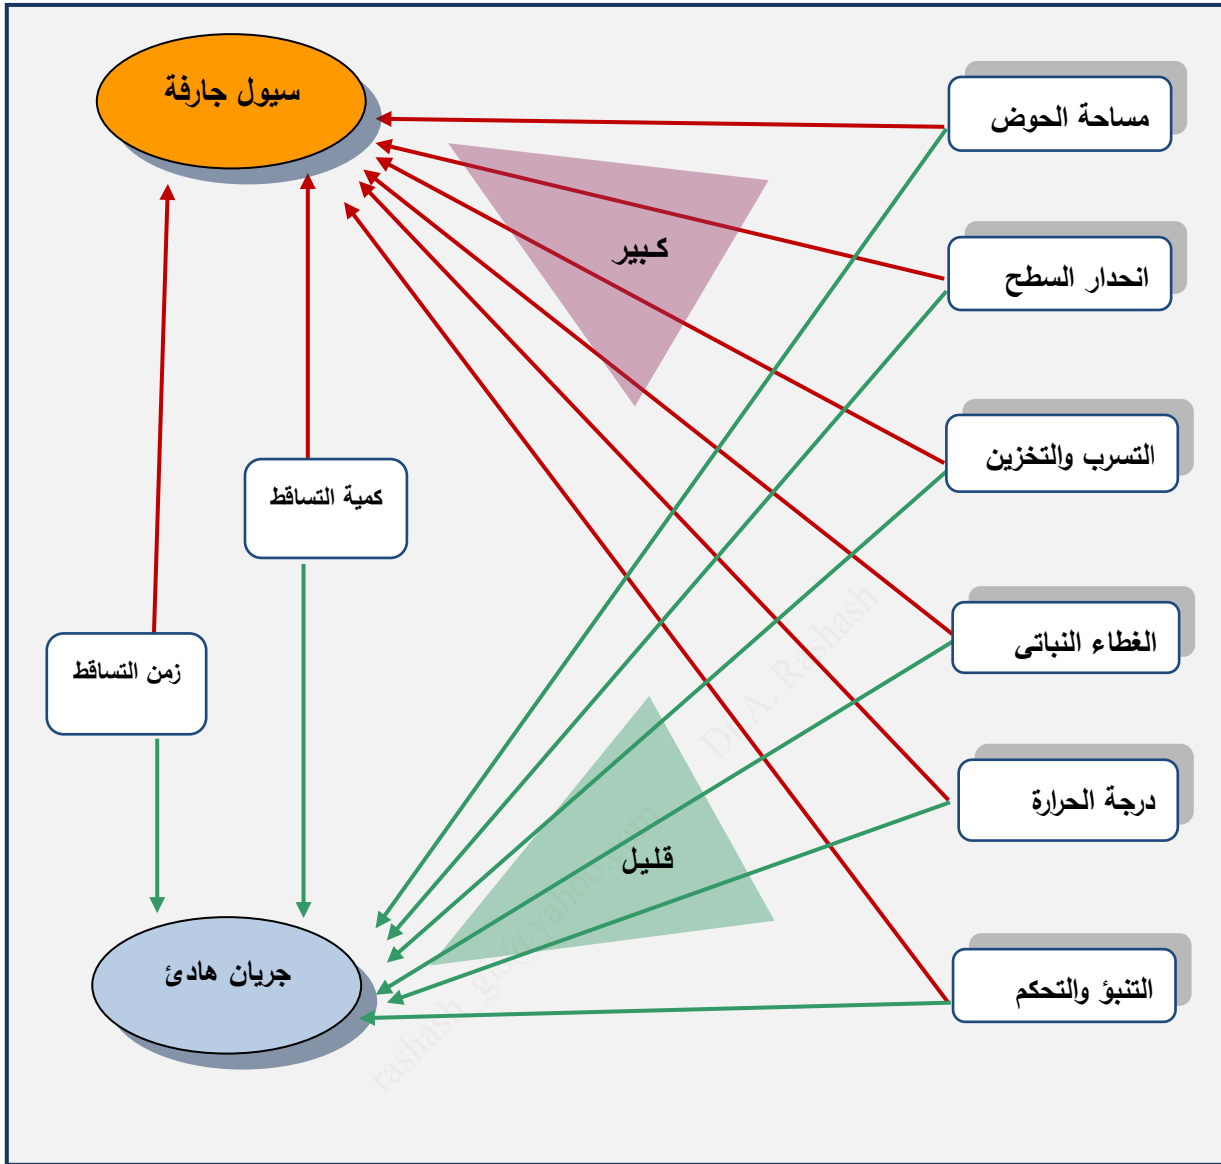 سيول جارفة
مساحة الحوض
كـبير
انحدار السطح
التسرب والتخزين
كمية التساقط
الغطاء النباتى
زمن التساقط
درجة الحرارة
قليل
جريان هادئ
التنبؤ والتحكم